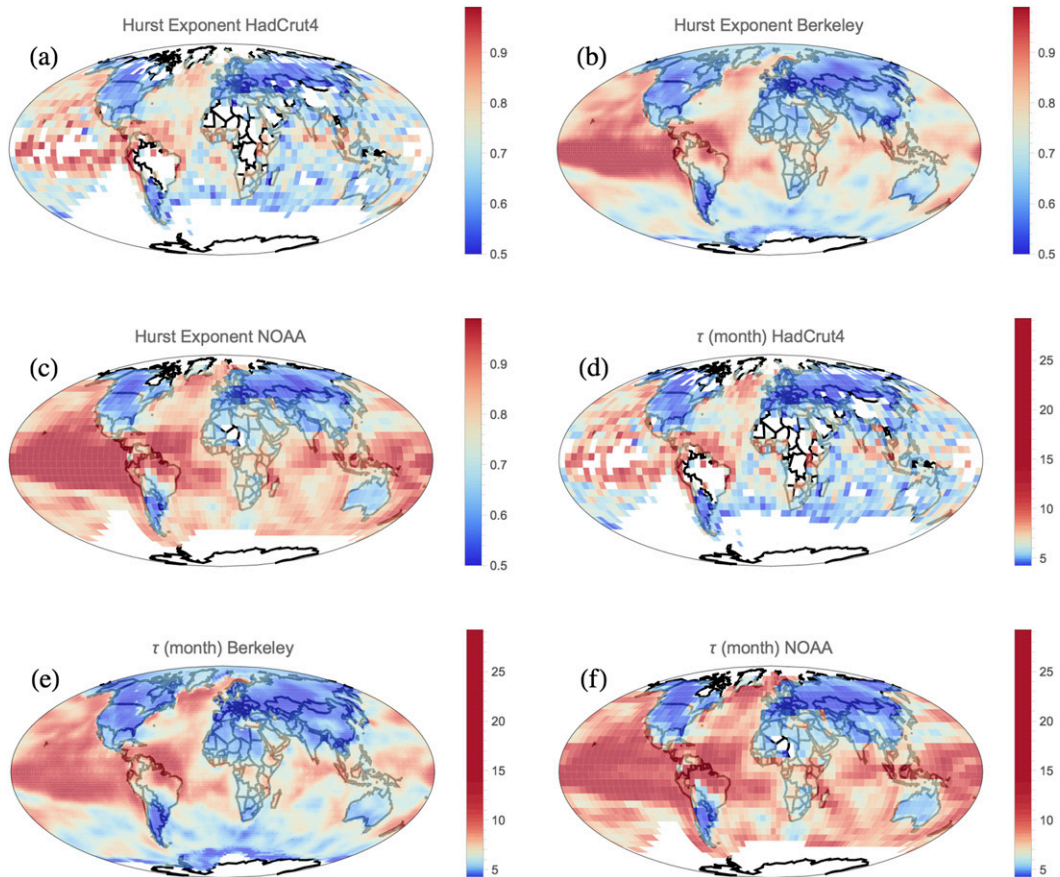 Hurst Exponent HadCrut4
(a)
0.9
0.8
0.7
0.6
0.5
Hurst Exponent Berkeley
(b)
0.9
0.8
0.7
0.6
0.5
Hurst Exponent NOAA
(c)
0.9
0.8
0.7
0.6
0.5
τ (month) HadCrut4
(d)
25
20
15
10
5
τ (month) Berkeley
(e)
25
20
15
10
5
τ (month) NOAA
(f)
25
20
15
10
5